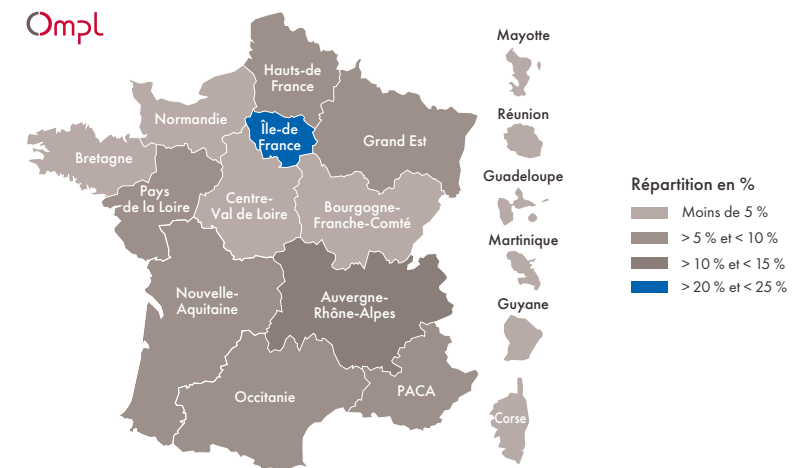 Ompl
Mayotte
Hauts-de
France
Réunion
Normandie
Île-de
France
Grand Est
Bretagne
Guadeloupe
Pays
de la Loire
Centre-
Val de Loire
Bourgogne-
Franche-Comté
Martinique
Nouvelle-
Aquitaine
Auvergne-
Rhône-Alpes
Guyane
Occitanie
PACA
Corse
Répartition en %
Moins de 5 %
> 5 % et < 10 %
> 10 % et < 15 %
> 20 % et < 25 %